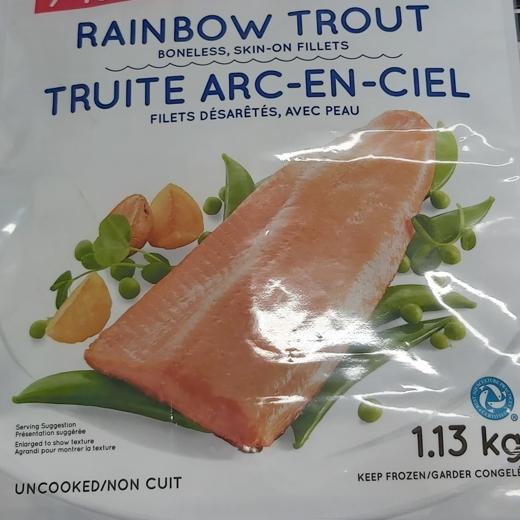 RAINBOW TROUT
BONELESS, SKIN-ON FILLETS
TRUITE ARC-EN-CIEL
FILETS DÉSARÊTÉS, AVEC PEAU
Serving Suggestion
Présentation suggérée
Enlarged to show texture
Agrandi pour montrer la texture
1.13 kg
UNCOOKED/NON CUIT
KEEP FROZEN/GARDER CONGELÉ